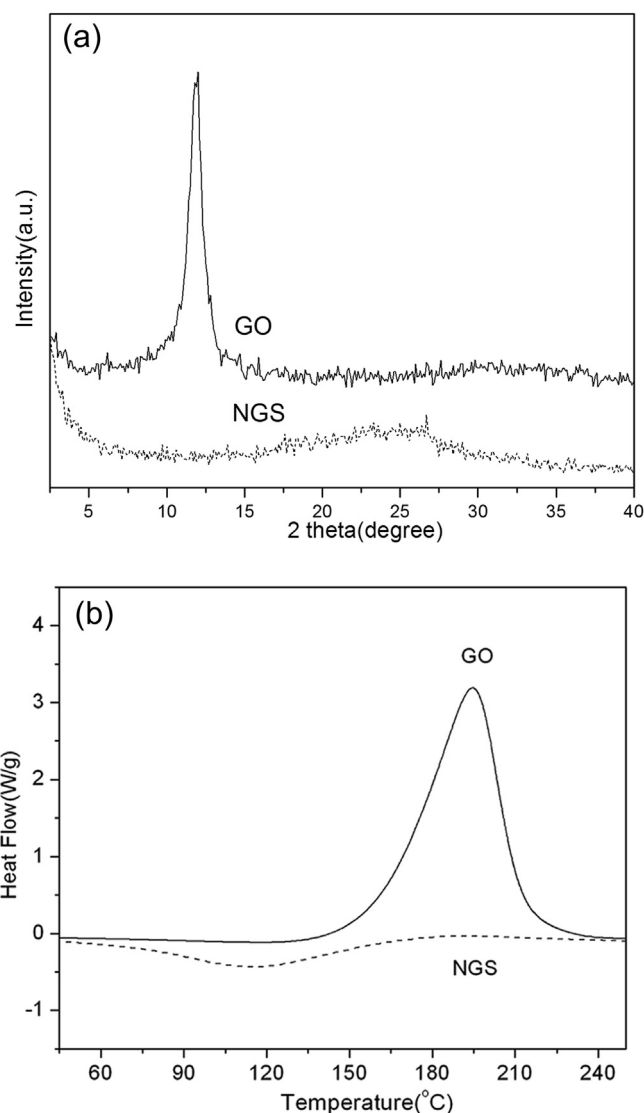 (a)
Intensity(a.u.)
GO
NGS
5 10 15 20 25 30 35 40
2 theta(degree)
(b)
4
3
2
1
0
-1
Heat Flow(W/g)
GO
NGS
60 90 120 150 180 210 240
Temperature(°C)